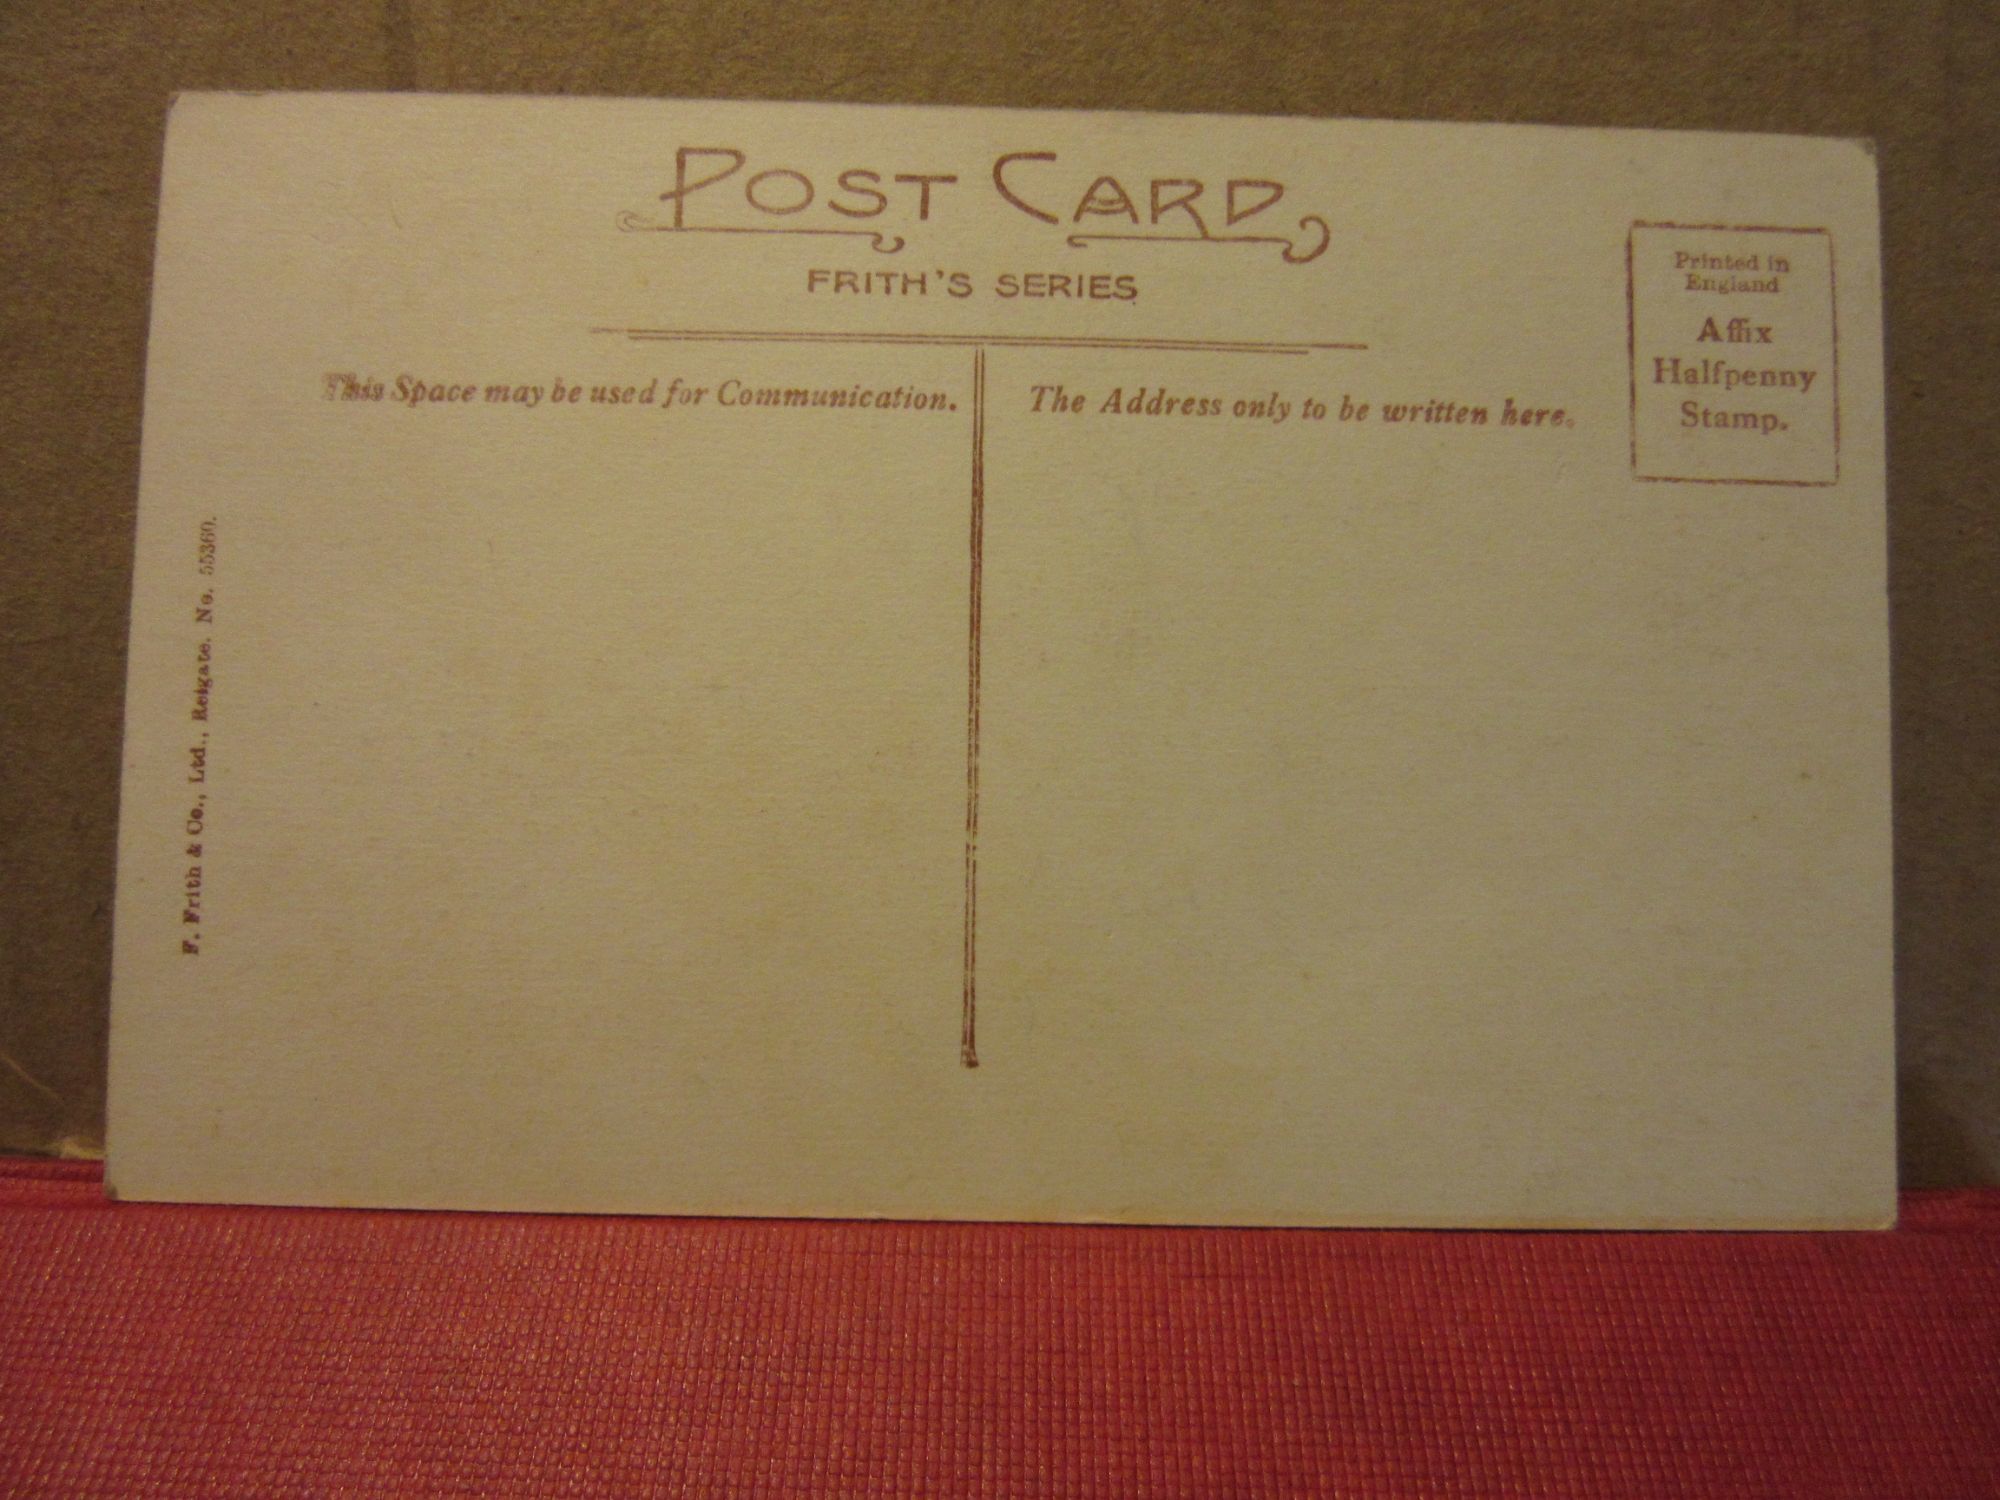 POST CARD
FRITH'S SERIES
This Space may be used for Communication.
The Address only to be written here.
Printed in
England
Affix
Halfpenny
Stamp.
F. Frith & Co., Ltd., Reigate. No. 55360.